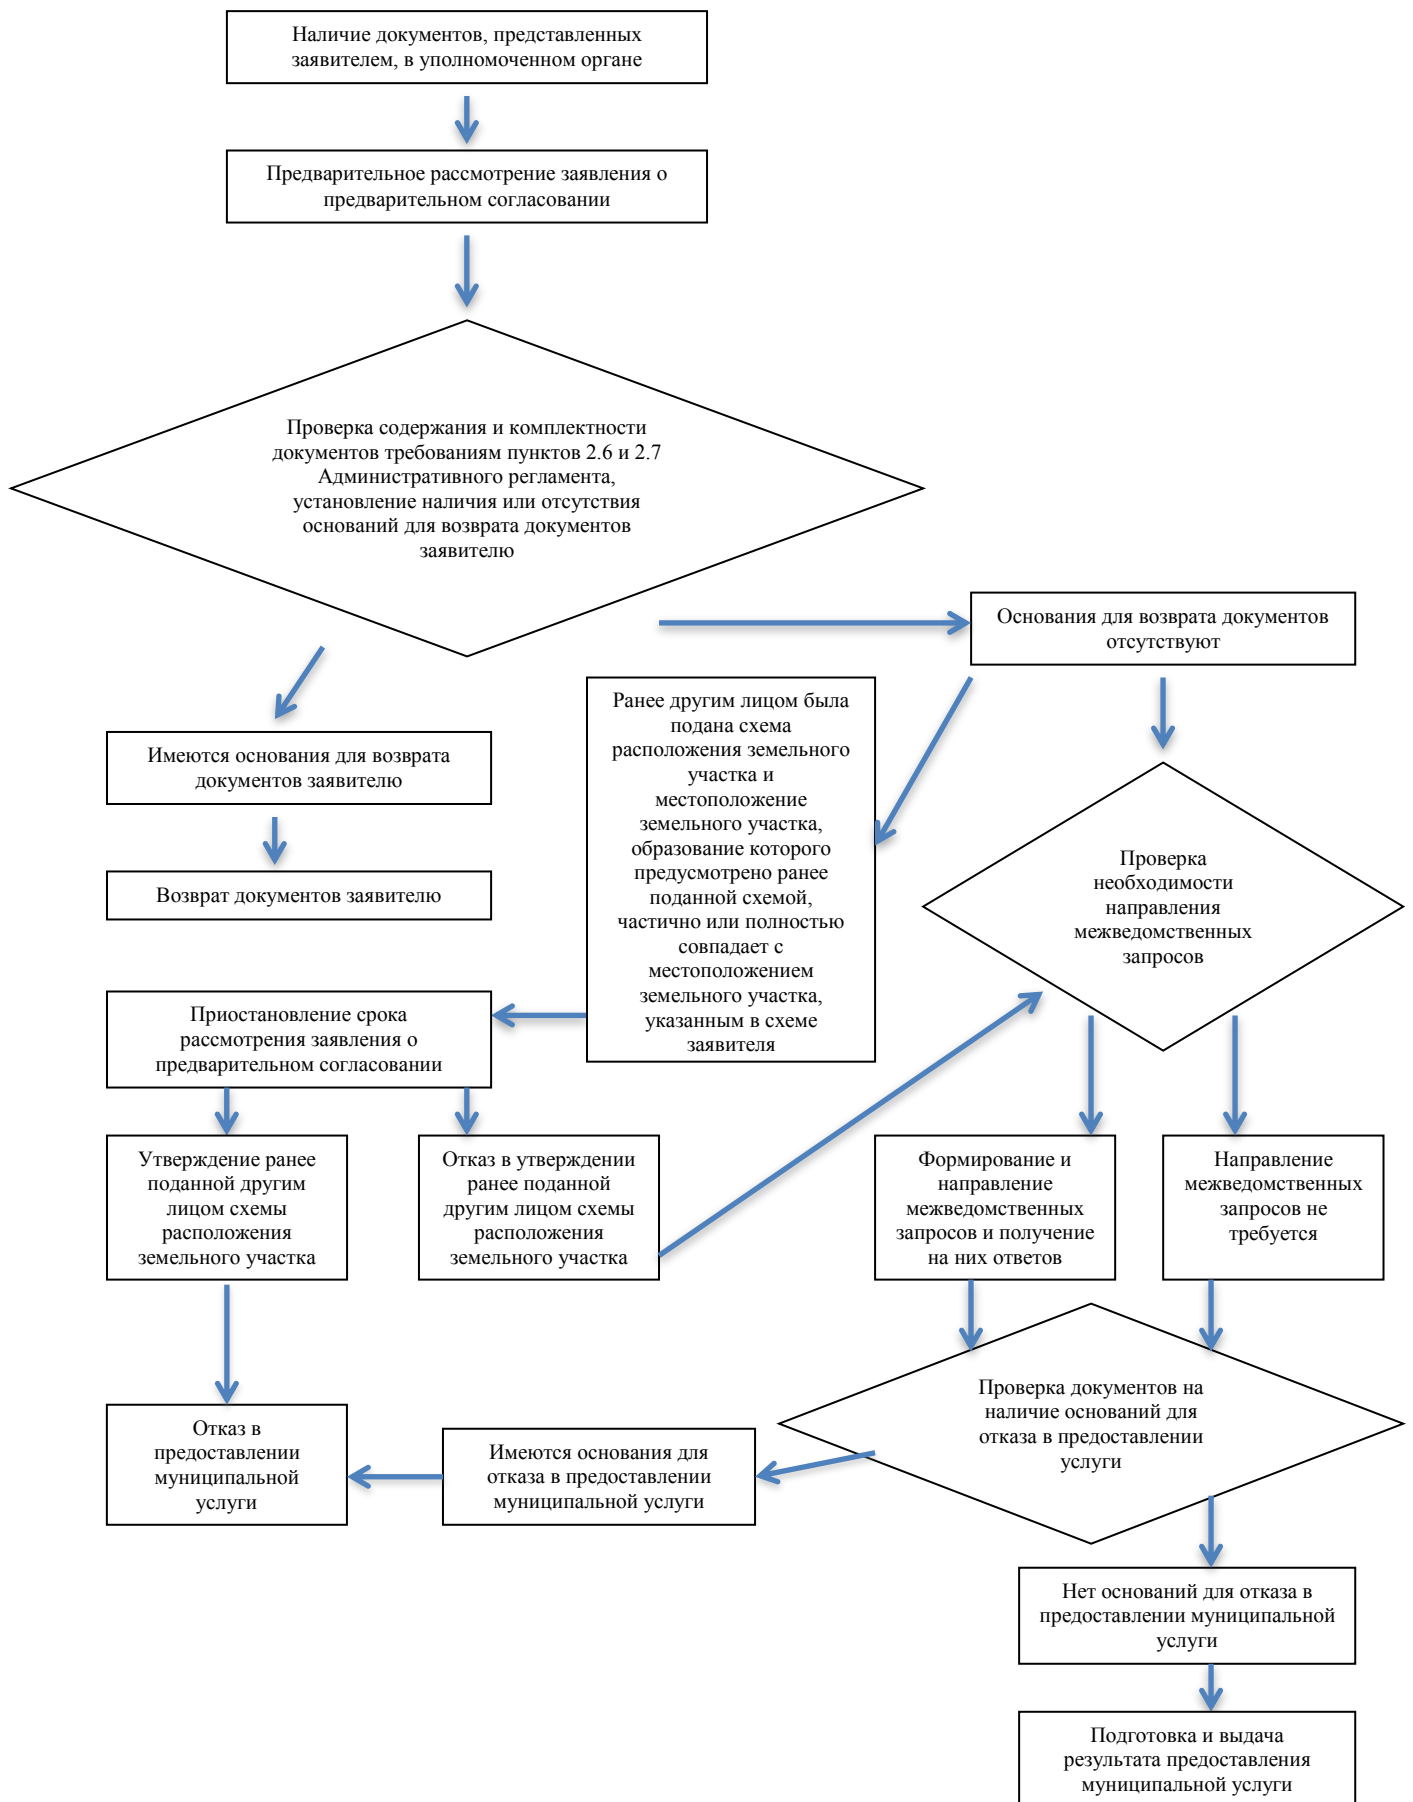 Наличие документов, представленных
заявителем, в уполномоченном органе
Предварительное рассмотрение заявления о
предварительном согласовании
Проверка содержания и комплектности
документов требованиям пунктов 2.6 и 2.7
Административного регламента,
установление наличия или отсутствия
оснований для возврата документов
заявителю
Основания для возврата документов
отсутствуют
Имеются основания для возврата
документов заявителю
Возврат документов заявителю
Ранее другим лицом была
подана схема
расположения земельного
участка и
местоположение
земельного участка,
образование которого
предусмотрено ранее
поданной схемой,
частично или полностью
совпадает с
местоположением
земельного участка,
указанным в схеме
заявителя
Проверка
необходимости
направления
межведомственных
запросов
Приостановление срока
рассмотрения заявления о
предварительном согласовании
Утверждение ранее
поданной другим
лицом схемы
расположения
земельного участка
Отказ в утверждении
ранее поданной
другим лицом схемы
расположения
земельного участка
Формирование и
направление
межведомственных
запросов и получение
на них ответов
Направление
межведомственных
запросов не
требуется
Проверка документов на
наличие оснований для
отказа в предоставлении
услуги
Отказ в
предоставлении
муниципальной
услуги
Имеются основания для
отказа в предоставлении
муниципальной услуги
Нет оснований для отказа в
предоставлении муниципальной
услуги
Подготовка и выдача
результата предоставления
муниципальной услуги